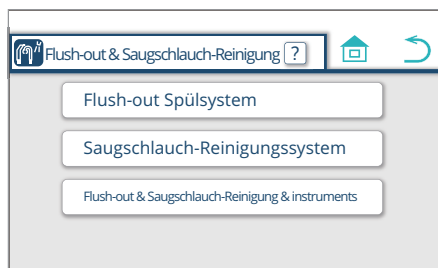 Flush-out & Saugschlauch-Reinigung ?
Flush-out Spülsystem
Saugschlauch-Reinigungssystem
Flush-out & Saugschlauch-Reinigung & instruments